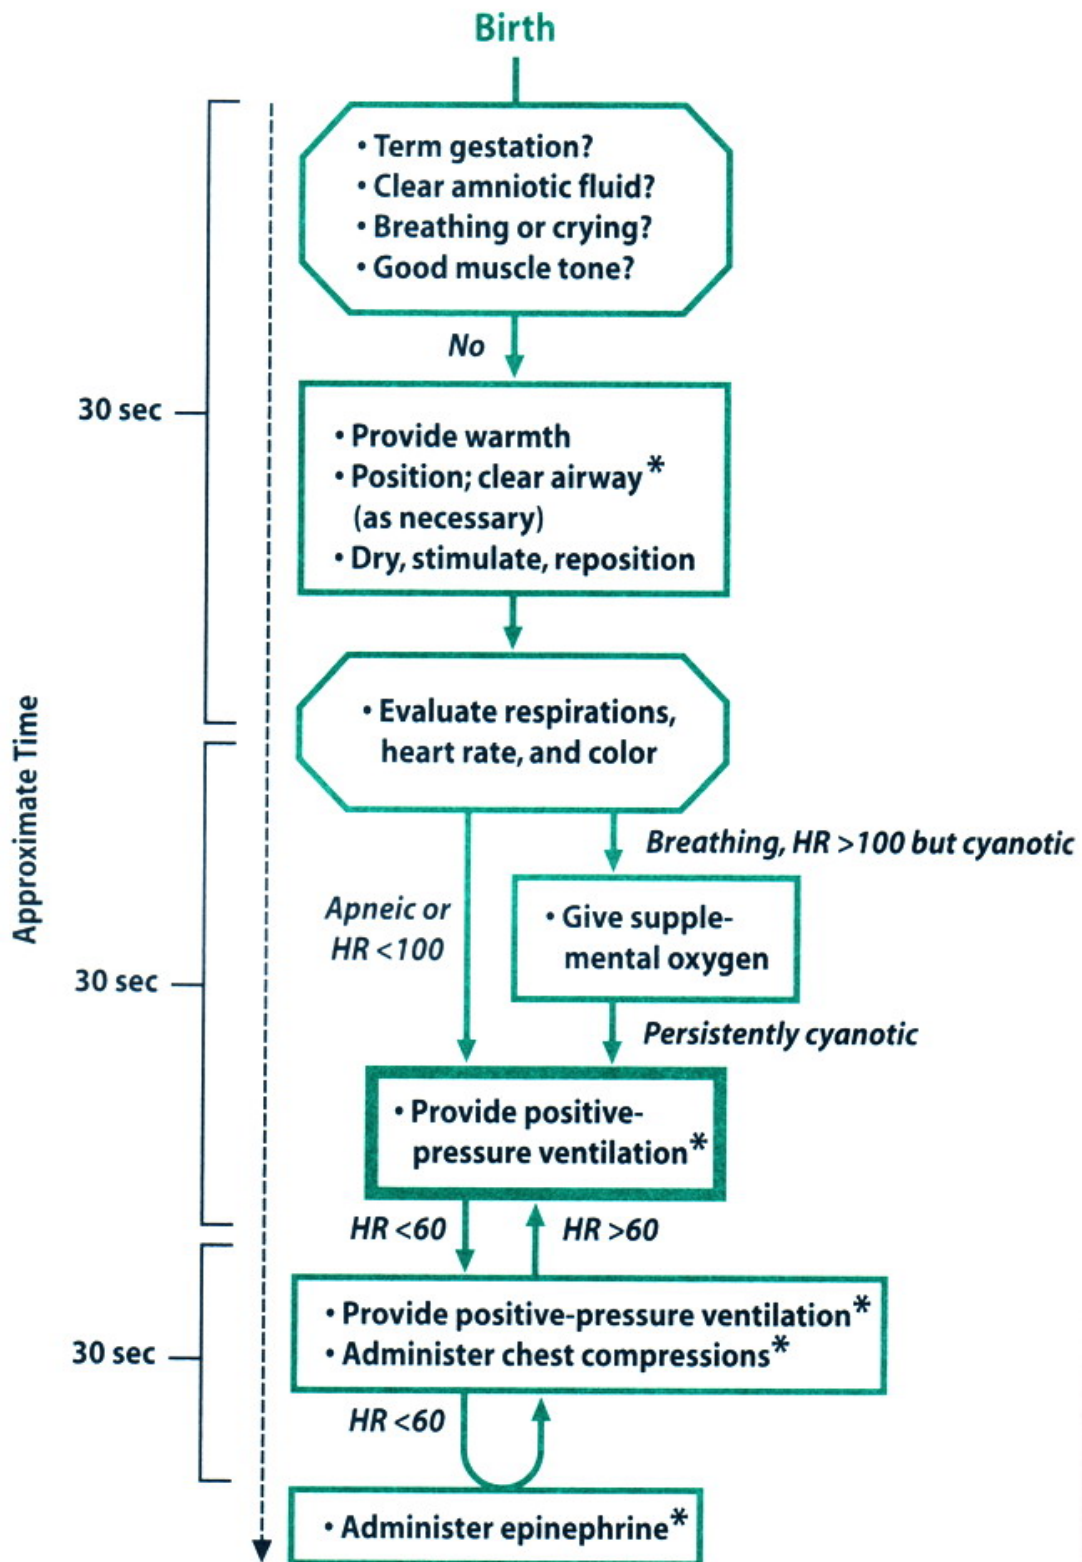 Birth
• Term gestation?
• Clear amniotic fluid?
• Breathing or crying?
• Good muscle tone?
No
30 sec
• Provide warmth
• Position; clear airway*
(as necessary)
• Dry, stimulate, reposition
• Evaluate respirations,
heart rate, and color
Approximate Time
Breathing, HR >100 but cyanotic
Apneic or
HR <100
• Give supple-
mental oxygen
30 sec
Persistently cyanotic
• Provide positive-
pressure ventilation*
HR <60
HR >60
• Provide positive-pressure ventilation*
• Administer chest compressions*
30 sec
HR <60
• Administer epinephrine*